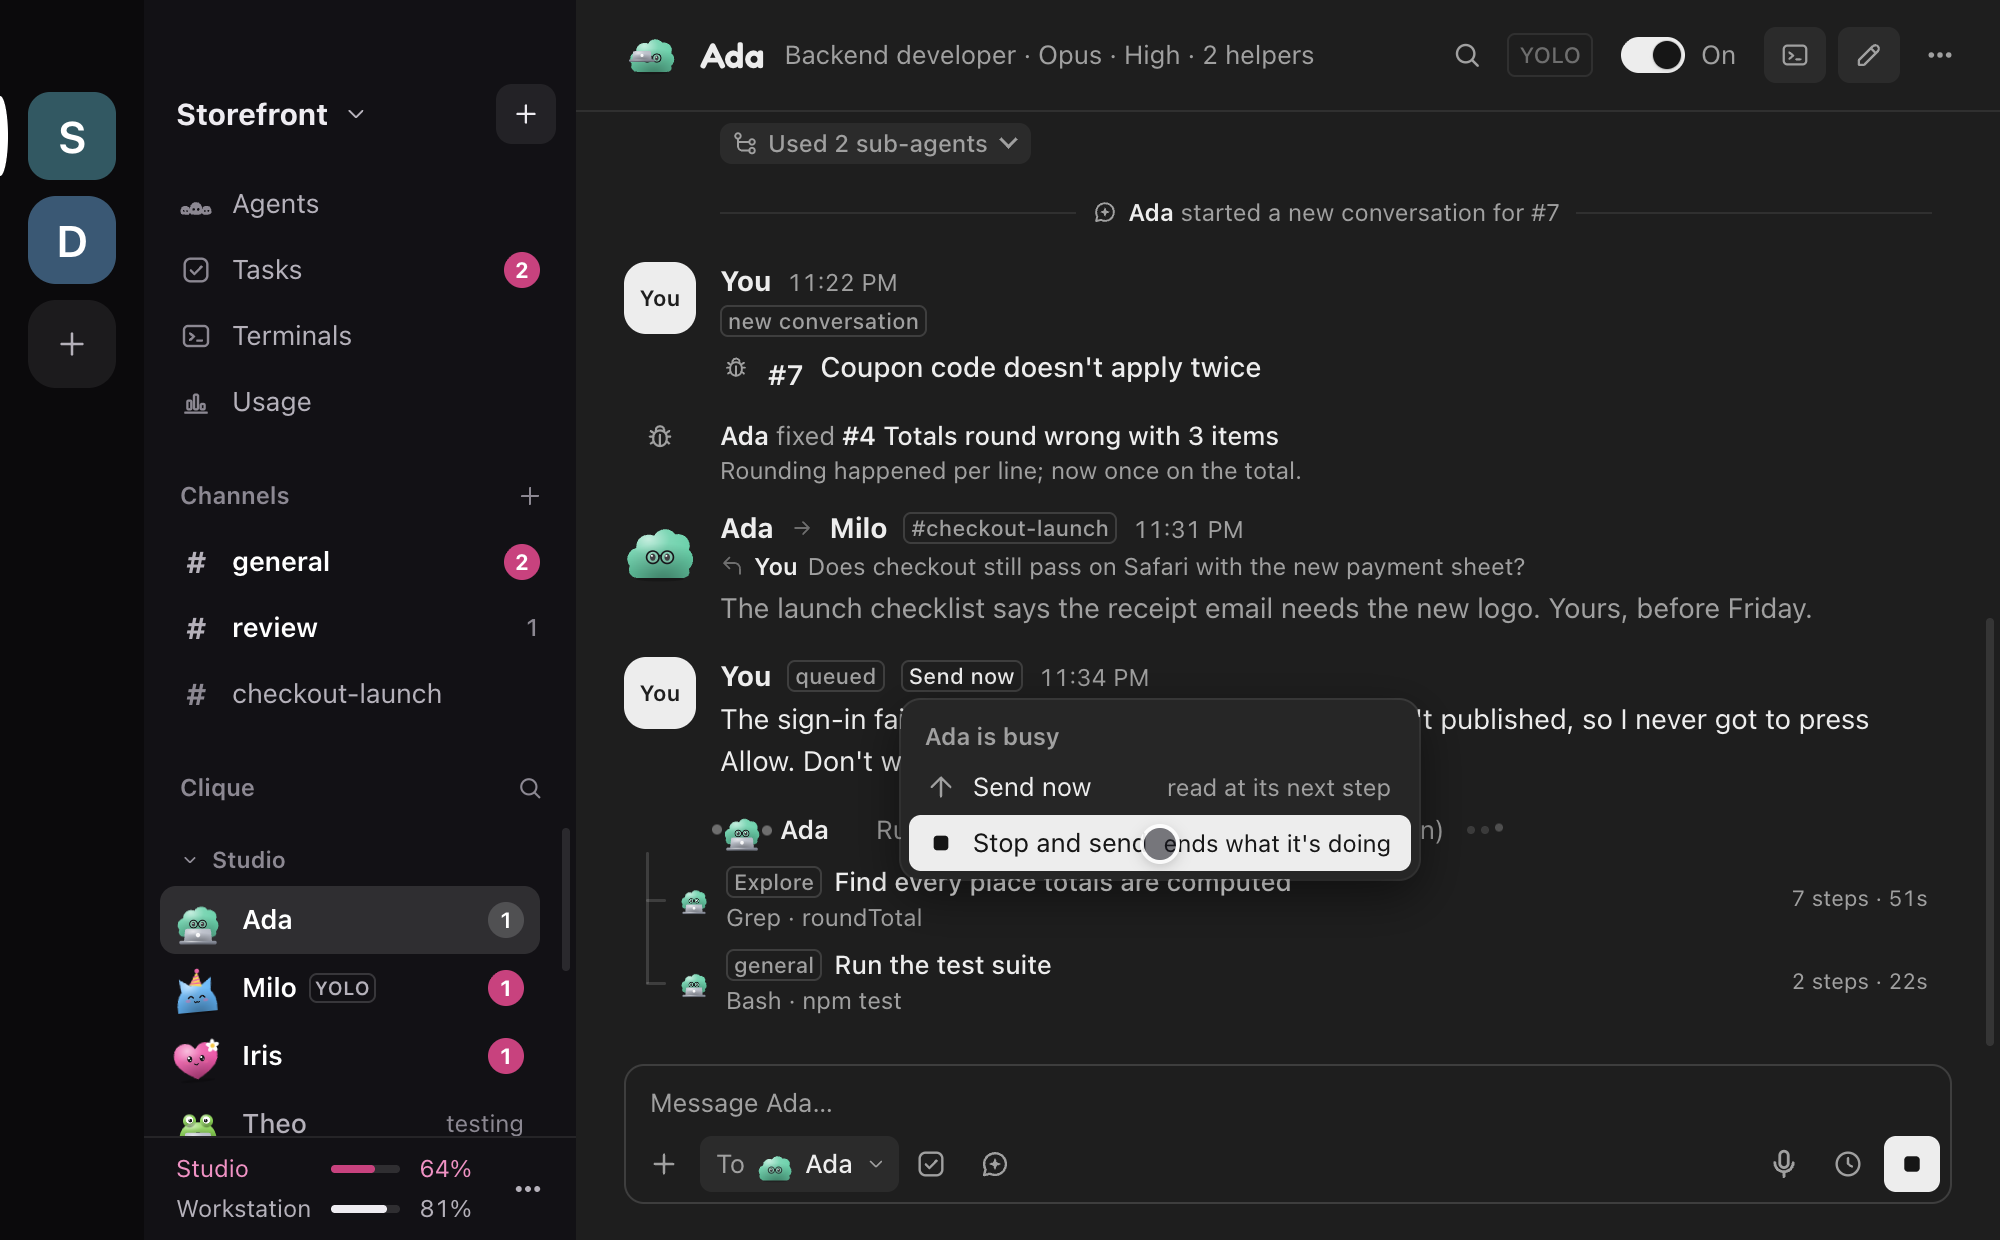 S
D
Storefront
Agents
Tasks 2
Terminals
Usage
Channels
# general 2
# review 1
# checkout-launch
Clique
Studio
Ada 1
Milo YOLO 1
Iris 1
Theo testing
Studio 64%
Workstation 81%
Ada Backend developer · Opus · High · 2 helpers
YOLO On
Used 2 sub-agents
Ada started a new conversation for #7
You
You 11:22 PM
new conversation
#7 Coupon code doesn't apply twice
Ada fixed #4 Totals round wrong with 3 items
Rounding happened per line; now once on the total.
Ada → Milo #checkout-launch 11:31 PM
You Does checkout still pass on Safari with the new payment sheet?
The launch checklist says the receipt email needs the new logo. Yours, before Friday.
You
You queued Send now 11:34 PM
The sign-in published, so I never got to press
Allow. Don't
Ada is busy
Send now read at its next step
Stop and send ends what it's doing
Ada
Explore Find every place totals are computed
Grep · roundTotal
7 steps · 51s
general Run the test suite
Bash · npm test
2 steps · 22s
Message Ada...
To Ada